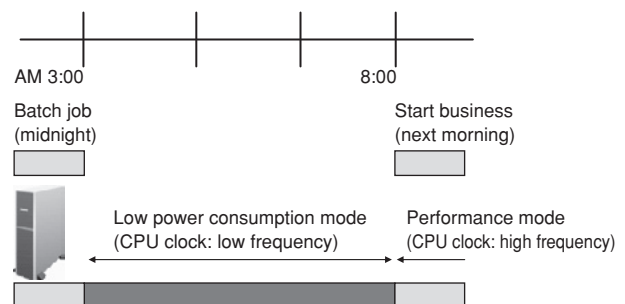 AM 3:00
8:00
Batch job
(midnight)
Start business
(next morning)
Low power consumption mode
(CPU clock: low frequency)
Performance mode
(CPU clock: high frequency)